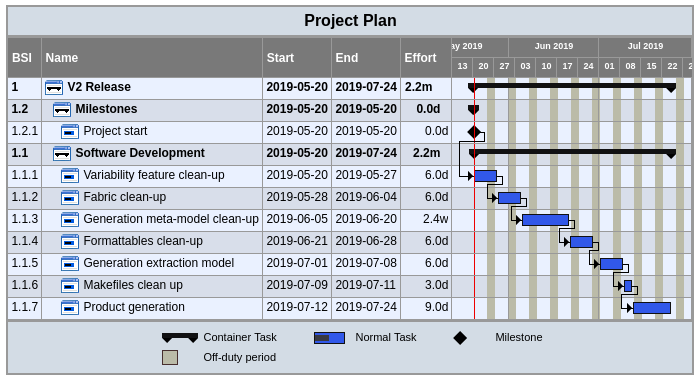 Project Plan
BSI Name Start End Effort ay 2019 Jun 2019 Jul 2019
13 20 27 03 10 17 24 01 08 15 22 2
1 V2 Release 2019-05-20 2019-07-24 2.2m
1.2 Milestones 2019-05-20 2019-05-20 0.0d
1.2.1 Project start 2019-05-20 2019-05-20 0.0d
1.1 Software Development 2019-05-20 2019-07-24 2.2m
1.1.1 Variability feature clean-up 2019-05-20 2019-05-27 6.0d
1.1.2 Fabric clean-up 2019-05-28 2019-06-04 6.0d
1.1.3 Generation meta-model clean-up 2019-06-05 2019-06-20 2.4w
1.1.4 Formattables clean-up 2019-06-21 2019-06-28 6.0d
1.1.5 Generation extraction model 2019-07-01 2019-07-08 6.0d
1.1.6 Makefiles clean up 2019-07-09 2019-07-11 3.0d
1.1.7 Product generation 2019-07-12 2019-07-24 9.0d
Container Task Normal Task Milestone
Off-duty period